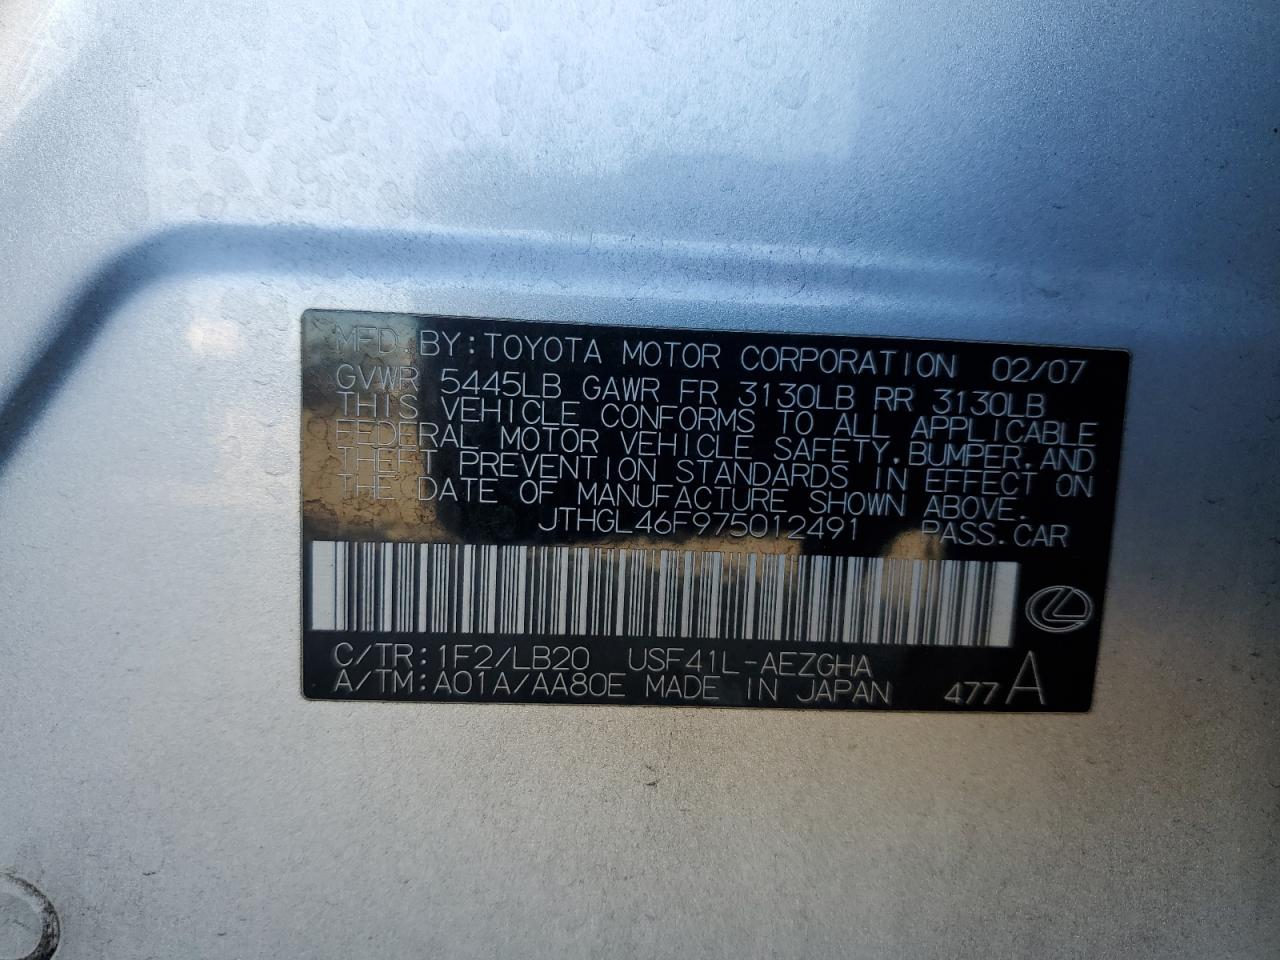 MFD. BY: TOYOTA MOTOR CORPORATION 02/07
GVWR 5445LB GAWR FR 3130LB RR 3130LB
THIS VEHICLE CONFORMS TO ALL APPLICABLE
FEDERAL MOTOR VEHICLE SAFETY, BUMPER, AND
THEFT PREVENTION STANDARDS IN EFFECT ON
THE DATE OF MANUFACTURE SHOWN ABOVE.
JTHGL46F975012491 PASS. CAR
C/TR: 1F2/LB20 USF41L-AEZGHA
A/TM: A01A/AA80E MADE IN JAPAN 477 A